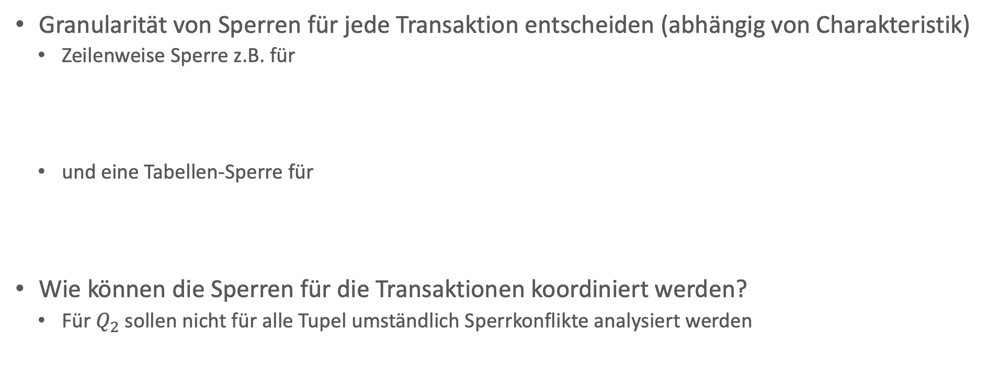 • Granularität von Sperren für jede Transaktion entscheiden (abhängig von Charakteristik)
• Zeilenweise Sperre z.B. für
• und eine Tabellen-Sperre für
• Wie können die Sperren für die Transaktionen koordiniert werden?
• Für Q₂ sollen nicht für alle Tupel umständlich Sperrkonflikte analysiert werden